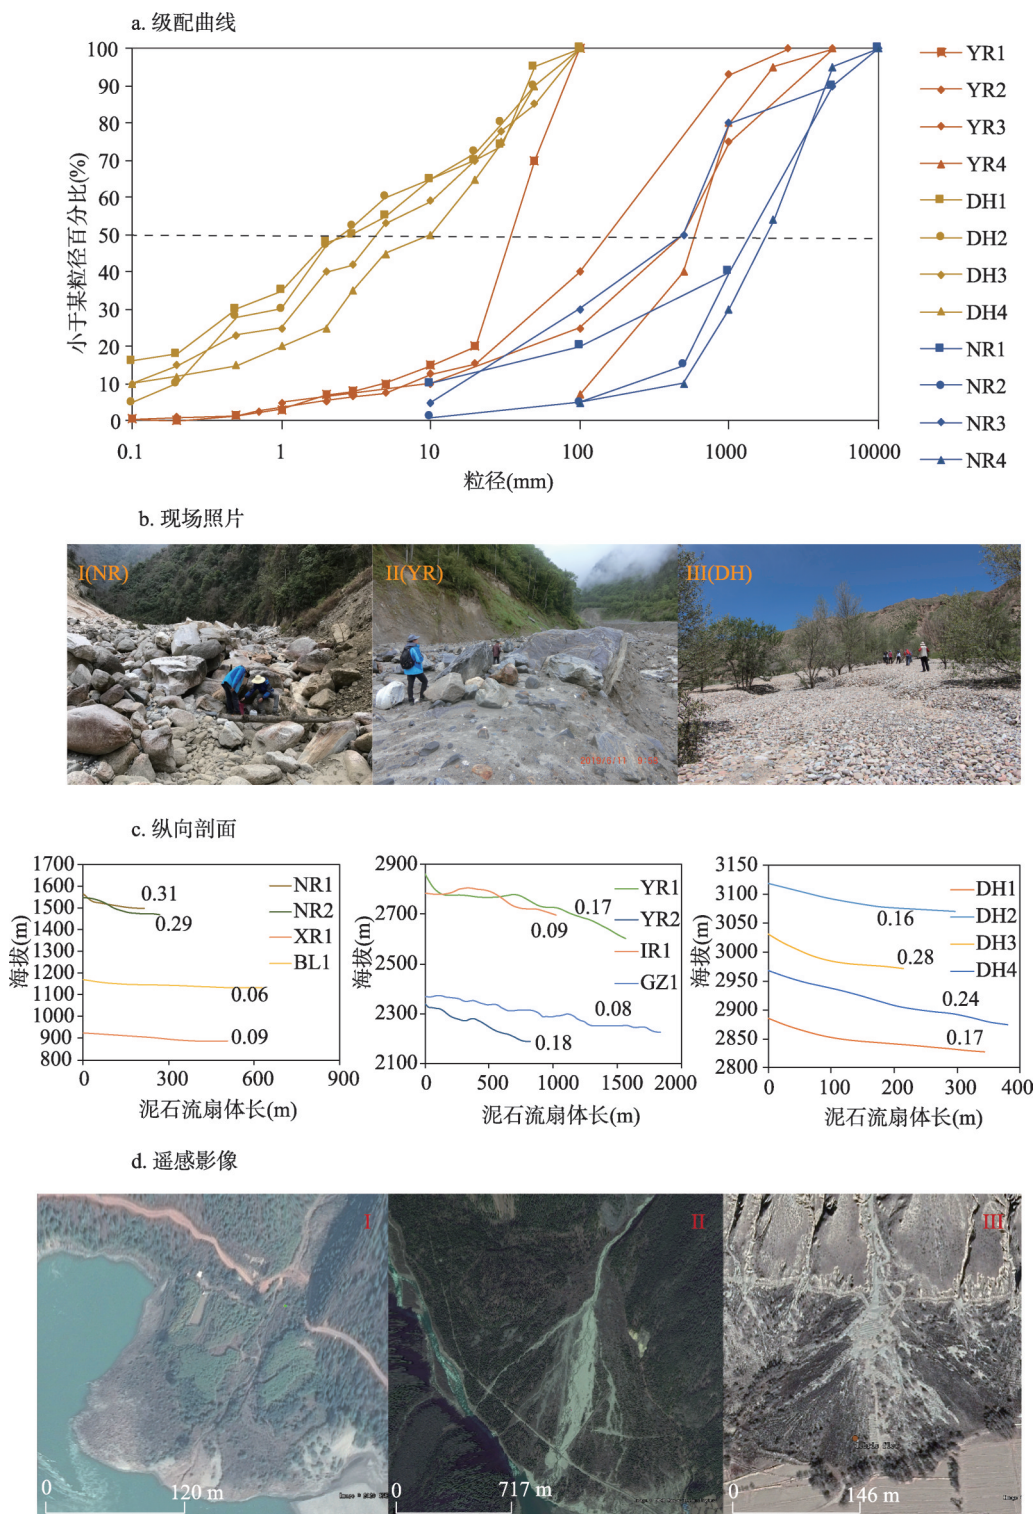 a. 级配曲线
100
90
80
70
60
50
40
30
20
10
0
小于某粒径百分比(%)
0.1 1 10 100 1000 10000
粒径(mm)
YR1
YR2
YR3
YR4
DH1
DH2
DH3
DH4
NR1
NR2
NR3
NR4
b. 现场照片
I(NR) II(YR) III(DH)
c. 纵向剖面
1700
1600
1500
1400
1300
1200
1100
1000
900
800
海拔(m)
0.31
0.29
0.06
0.09
NR1
NR2
XR1
BL1
0 300 600 900
泥石流扇体长(m)
2900
2700
2500
2300
2100
海拔(m)
0.17
0.09
0.08
0.18
YR1
YR2
IR1
GZ1
0 500 1000 1500 2000
泥石流扇体长(m)
3150
3100
3050
3000
2950
2900
2850
2800
海拔(m)
0.16
0.28
0.24
0.17
DH1
DH2
DH3
DH4
0 100 200 300 400
泥石流扇体长(m)
d. 遥感影像
I II III
0 120 m
0 717 m
0 146 m